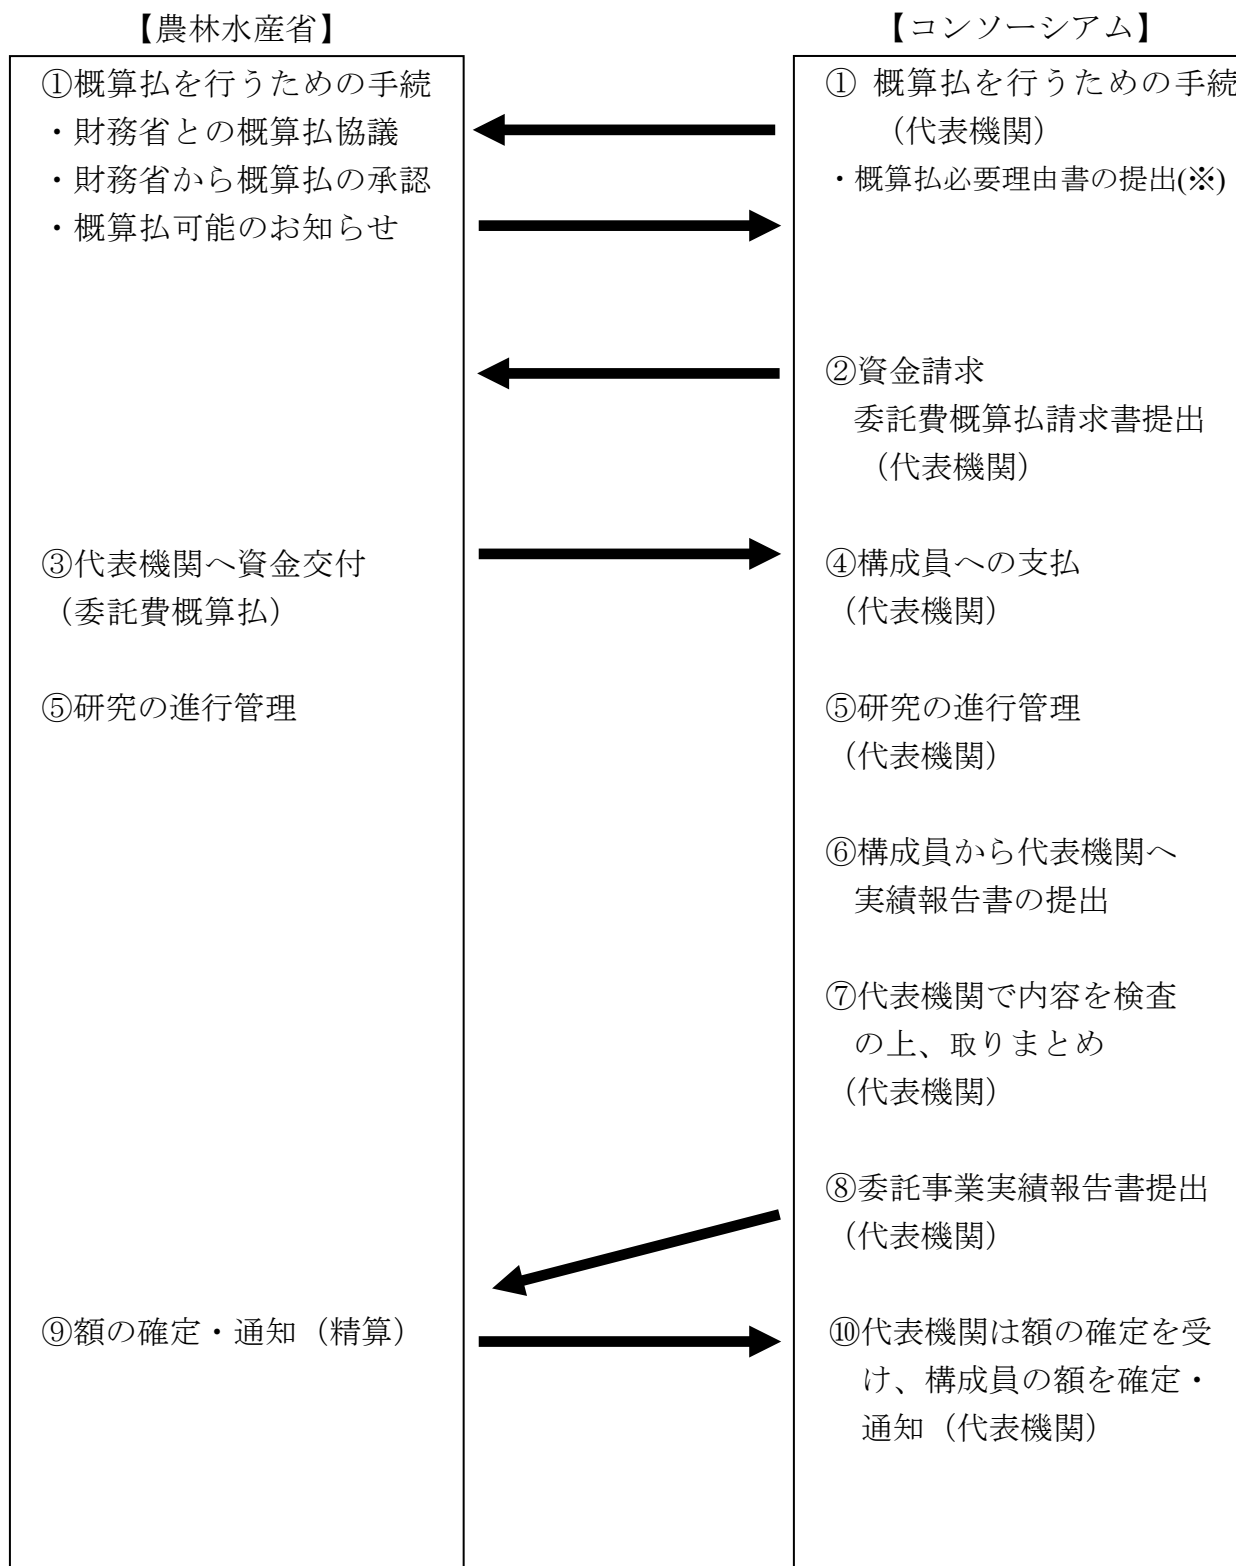 【農林水産省】
①概算払を行うための手続
・財務省との概算払協議
・財務省から概算払の承認
・概算払可能のお知らせ
③代表機関へ資金交付
（委託費概算払）
⑤研究の進行管理
⑨額の確定・通知（精算）
【コンソーシアム】
① 概算払を行うための手続
（代表機関）
・概算払必要理由書の提出(※)
②資金請求
委託費概算払請求書提出
（代表機関）
④構成員への支払
（代表機関）
⑤研究の進行管理
（代表機関）
⑥構成員から代表機関へ
実績報告書の提出
⑦代表機関で内容を検査
の上、取りまとめ
（代表機関）
⑧委託事業実績報告書提出
（代表機関）
⑩代表機関は額の確定を受
け、構成員の額を確定・
通知（代表機関）